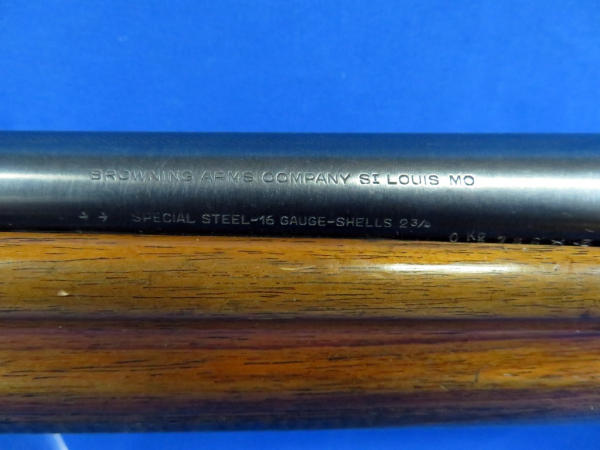 BROWNING ARMS COMPANY ST LOUIS MO
SPECIAL STEEL-16 GAUGE-SHELLS 2¾